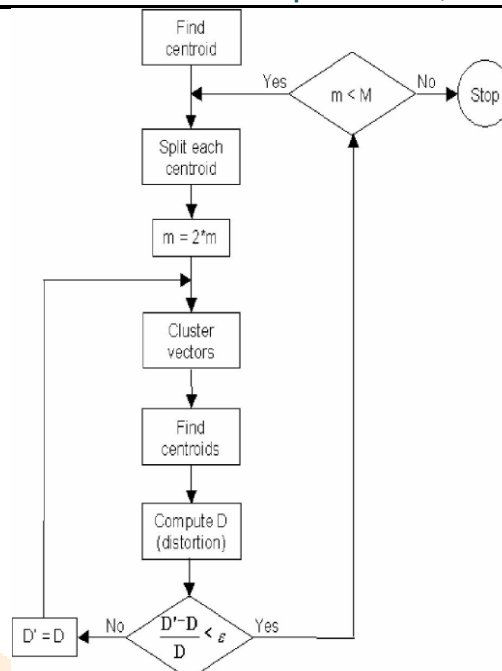 Find
centroid
Yes
m < M
No
Stop
Split each
centroid
m = 2*m
Cluster
vectors
Find
centroids
Compute D
(distortion)
D' = D
No
D'-D
D
< ε
Yes